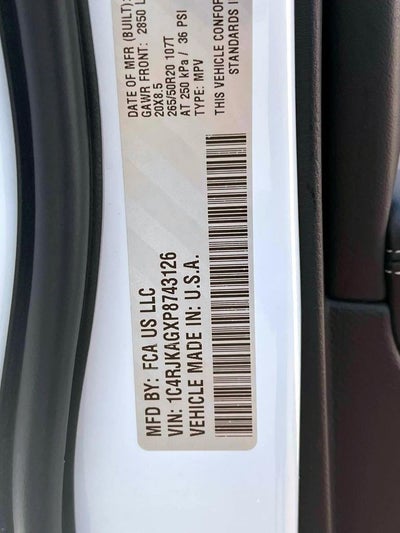 MFD BY: FCA US LLC
VIN: 1C4RJKAGXP8743126
VEHICLE MADE IN: U.S.A.
DATE OF MFR (BUILT):
GAWR FRONT: 2850 L
20X8.5
265/50R20 107T
AT 250 kPa / 36 PSI
TYPE: MPV
THIS VEHICLE CONFOR
STANDARDS I